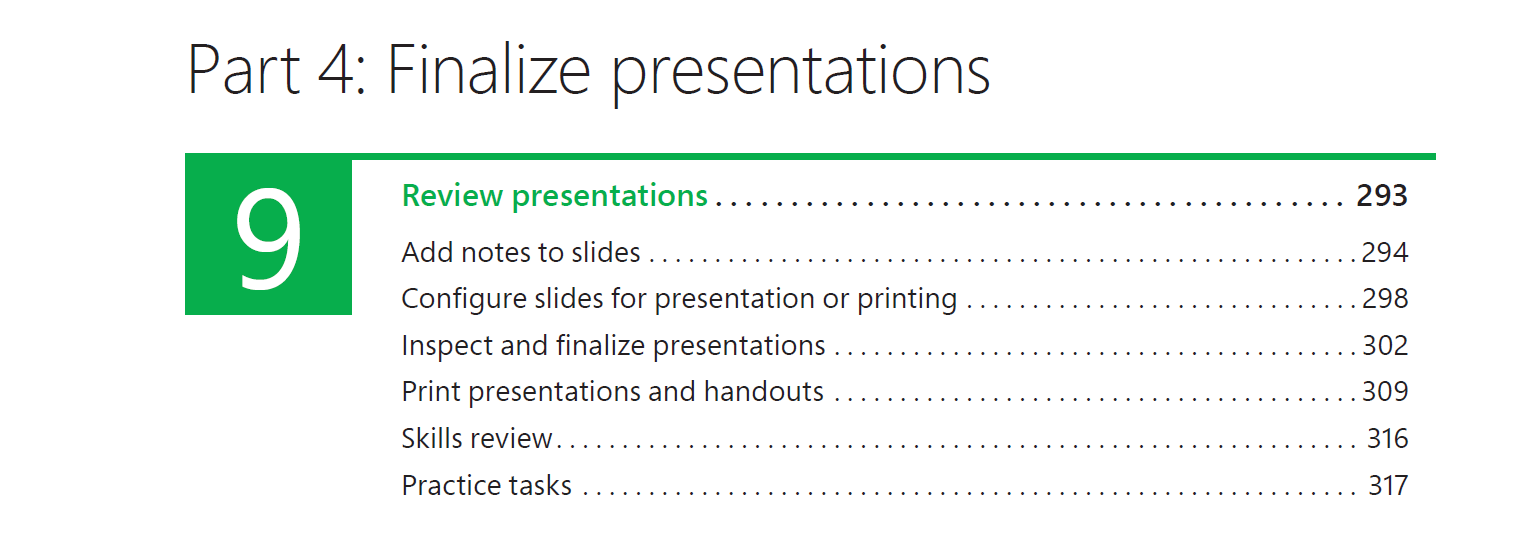 Part 4: Finalize presentations
9
Review presentations . . . . . . . . . . . . . . . . . . . . . . . . . . . . . . . . . . . . . . . . . . 293
Add notes to slides . . . . . . . . . . . . . . . . . . . . . . . . . . . . . . . . . . . . . . . . . . . . . . . . . . . . . . 294
Configure slides for presentation or printing . . . . . . . . . . . . . . . . . . . . . . . . . . . . . . 298
Inspect and finalize presentations . . . . . . . . . . . . . . . . . . . . . . . . . . . . . . . . . . . . . . . . 302
Print presentations and handouts . . . . . . . . . . . . . . . . . . . . . . . . . . . . . . . . . . . . . . . . 309
Skills review . . . . . . . . . . . . . . . . . . . . . . . . . . . . . . . . . . . . . . . . . . . . . . . . . . . . . . . . . . . . . 316
Practice tasks . . . . . . . . . . . . . . . . . . . . . . . . . . . . . . . . . . . . . . . . . . . . . . . . . . . . . . . . . . . 317